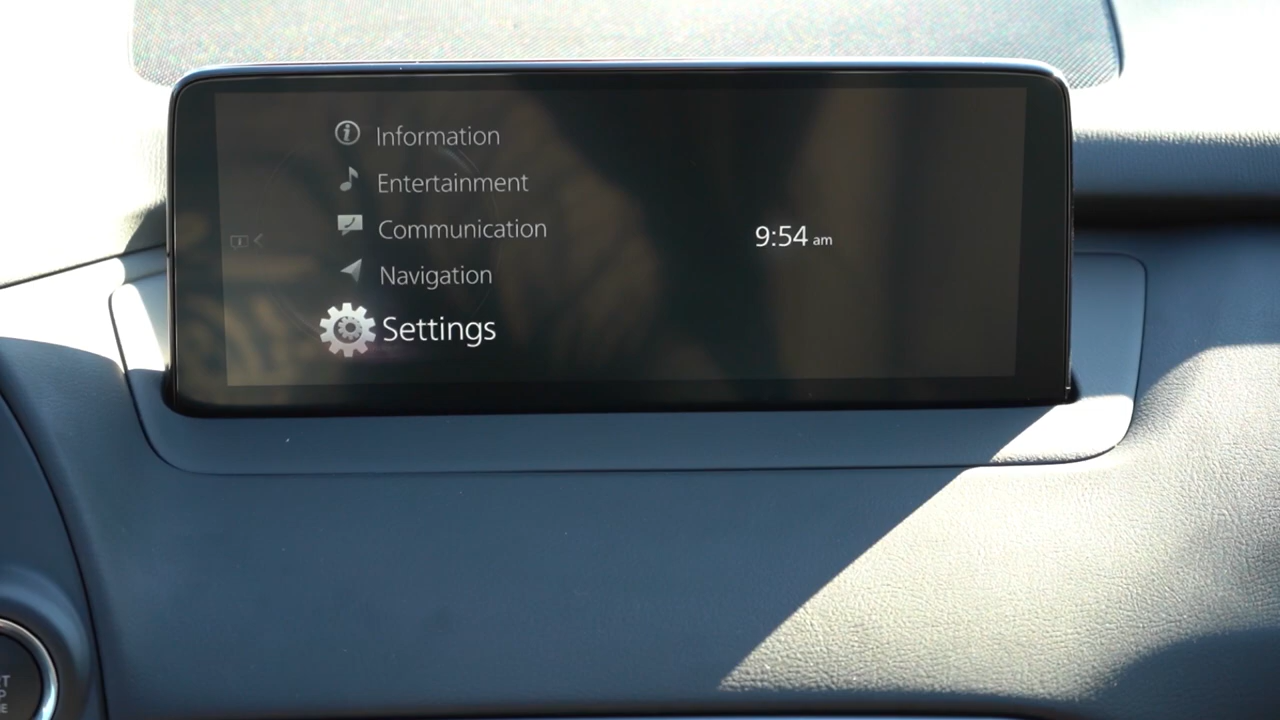 Information
Entertainment
Communication
Navigation
Settings
9:54 am